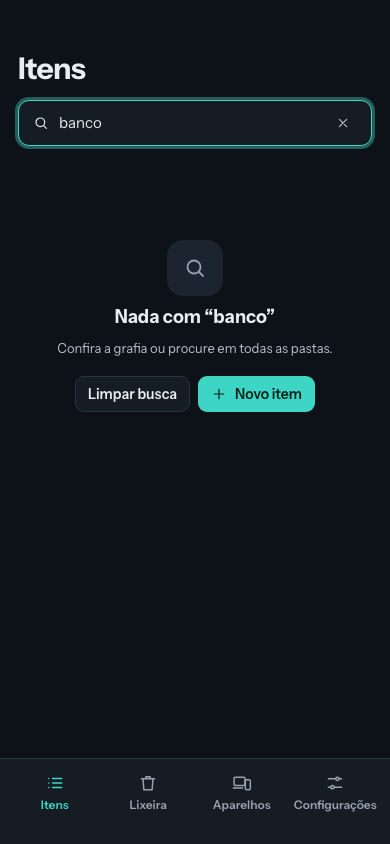 Itens
banco
Nada com “banco”
Confira a grafia ou procure em todas as pastas.
Limpar busca
Novo item
Itens
Lixeira
Aparelhos
Configurações